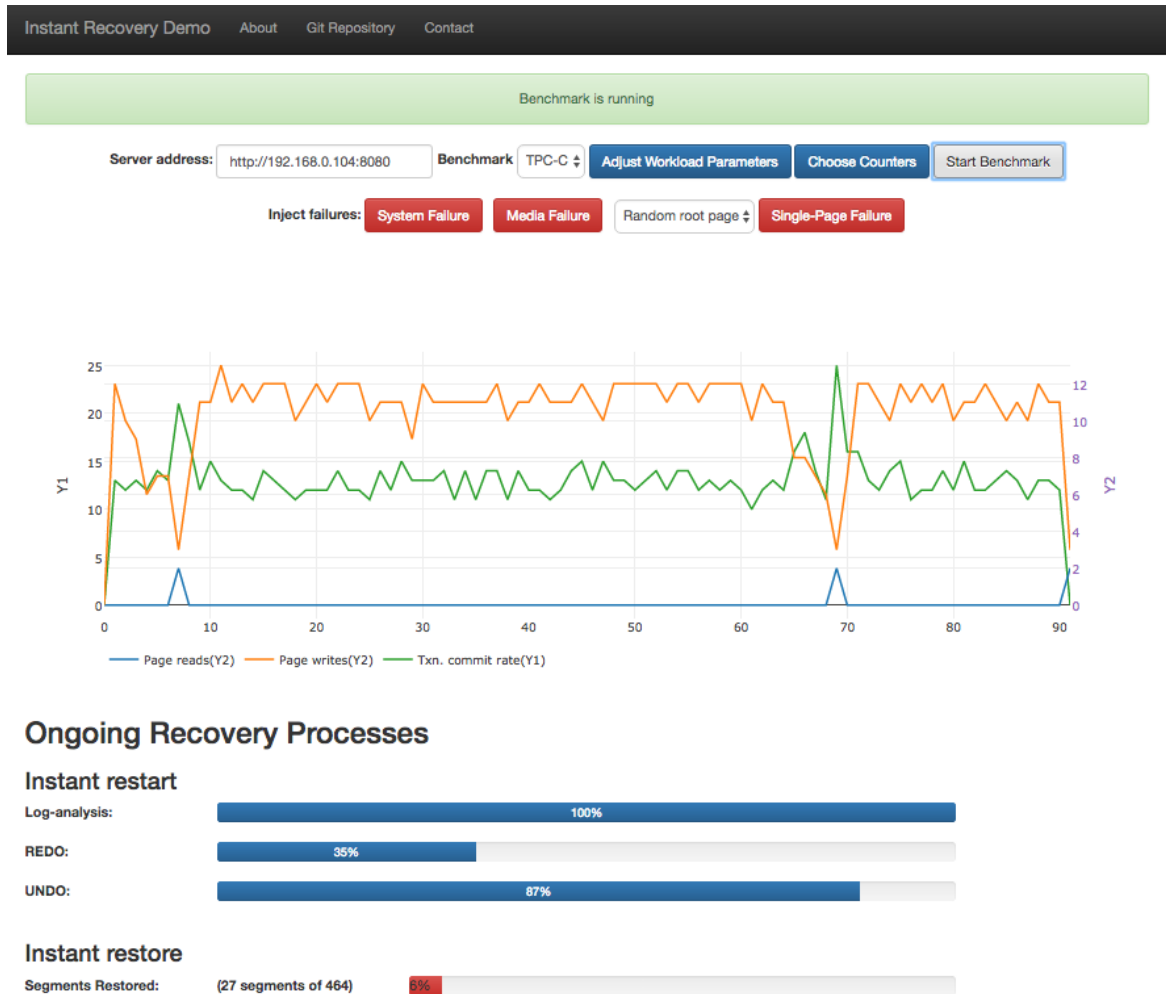 Instant Recovery Demo About Git Repository Contact
Benchmark is running
Server address: http://192.168.0.104:8080 Benchmark TPC-C Adjust Workload Parameters Choose Counters Start Benchmark
Inject failures: System Failure Media Failure Random root page Single-Page Failure
25
12
20
10
15
8
Y1
Y2
10
6
4
5
2
0
0
0 10 20 30 40 50 60 70 80 90
Page reads(Y2) Page writes(Y2) Txn. commit rate(Y1)
Ongoing Recovery Processes
Instant restart
Log-analysis: 100%
REDO: 35%
UNDO: 87%
Instant restore
Segments Restored: (27 segments of 464) 6%